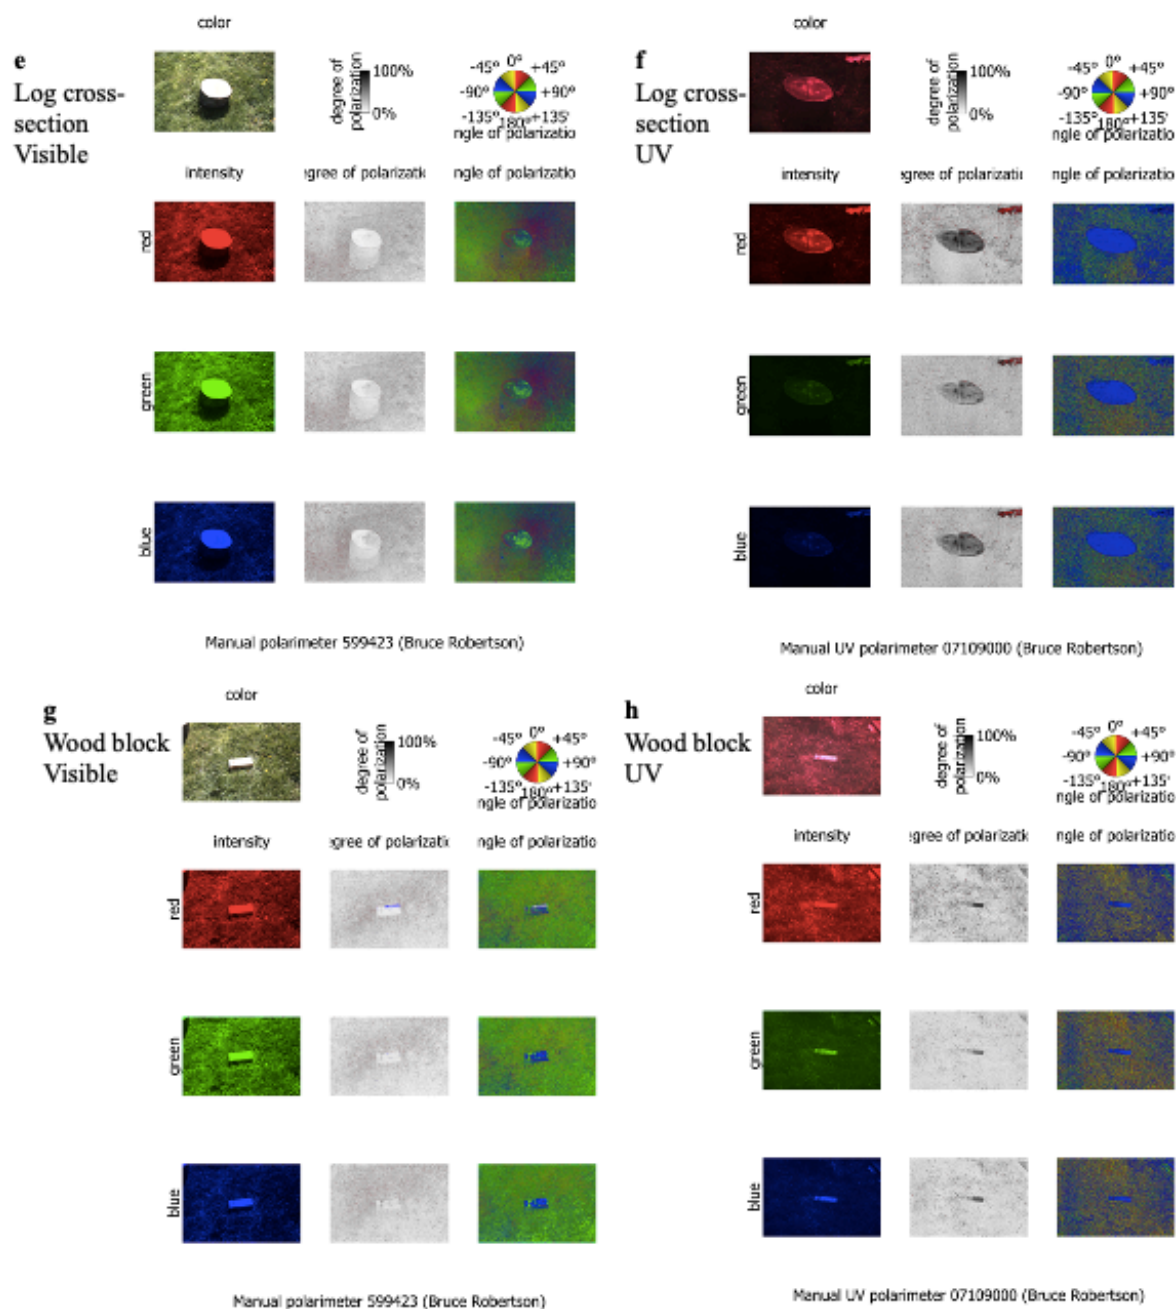 color
e
Log cross-
section
Visible
degree of
polarization
100%
0%
0°
-45°
+45°
-90°
+90°
-135°
180°
+135°
ngle of polarizatio
intensity
egree of polarizatic
ngle of polarizatio
red
green
blue
Manual polarimeter 599423 (Bruce Robertson)
color
f
Log cross-
section
UV
degree of
polarization
100%
0%
0°
-45°
+45°
-90°
+90°
-135°
180°
+135'
ngle of polarizatio
intensity
egree of polarizati
ngle of polarizatio
red
green
blue
Manual UV polarimeter 07109000 (Bruce Robertson)
color
g
Wood block
Visible
degree of
polarization
100%
0%
0°
-45°
+45°
-90°
+90°
-135°
180°
+135'
ngle of polarizatio
intensity
gree of polarizatic
ngle of polarizatio
red
green
blue
Manual polarimeter 599423 (Bruce Robertson)
color
h
Wood block
UV
degree of
polarization
100%
0%
0°
-45°
+45°
-90°
+90°
-135°
180°
+135'
ngle of polarizatio
intensity
egree of polarizati
ngle of polarizatio
red
green
blue
Manual UV polarimeter 07109000 (Bruce Robertson)